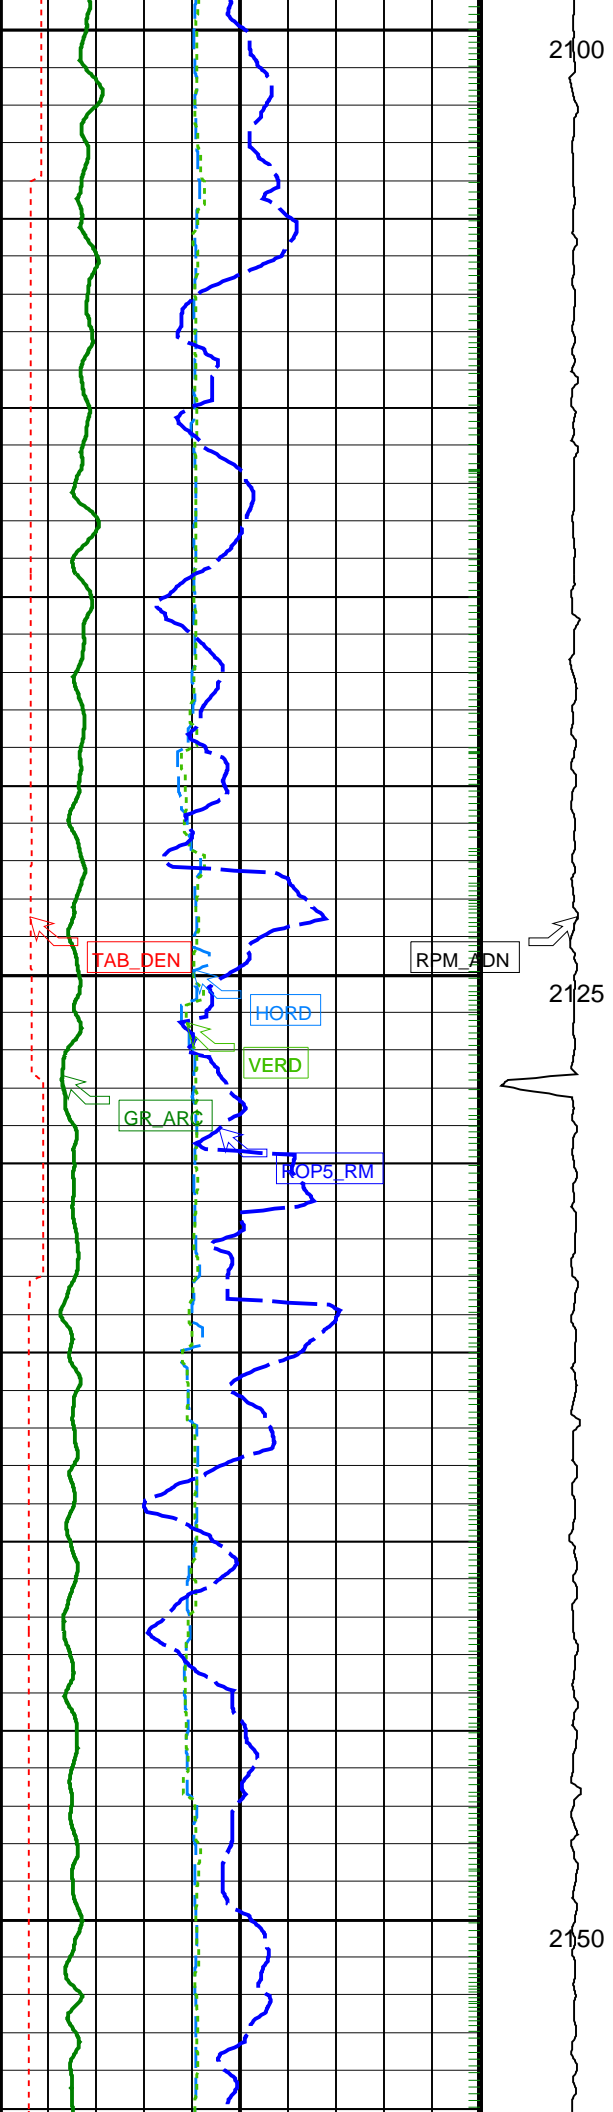 2100
TAB_DEN
RPM_ADN
2125
HORD
VERD
GR_ARC
ROP5_RM
2150